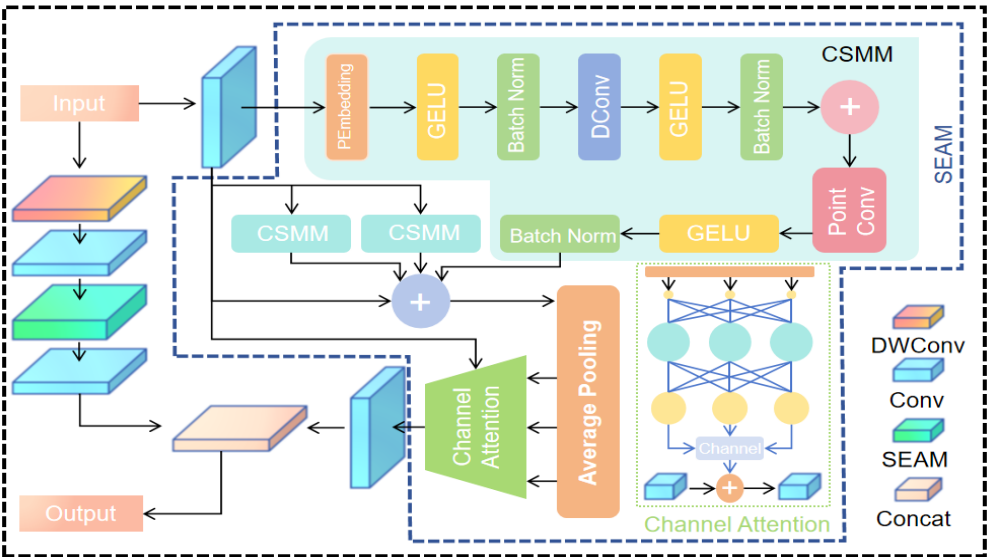 CSMM
Input
PEmbedding
GELU
Batch Norm
DConv
GELU
Batch Norm
+
SEAM
Point
Conv
CSMM
CSMM
Batch Norm
GELU
+
Average Pooling
Channel
Attention
Channel
+
Channel Attention
Output
DWConv
Conv
SEAM
Concat